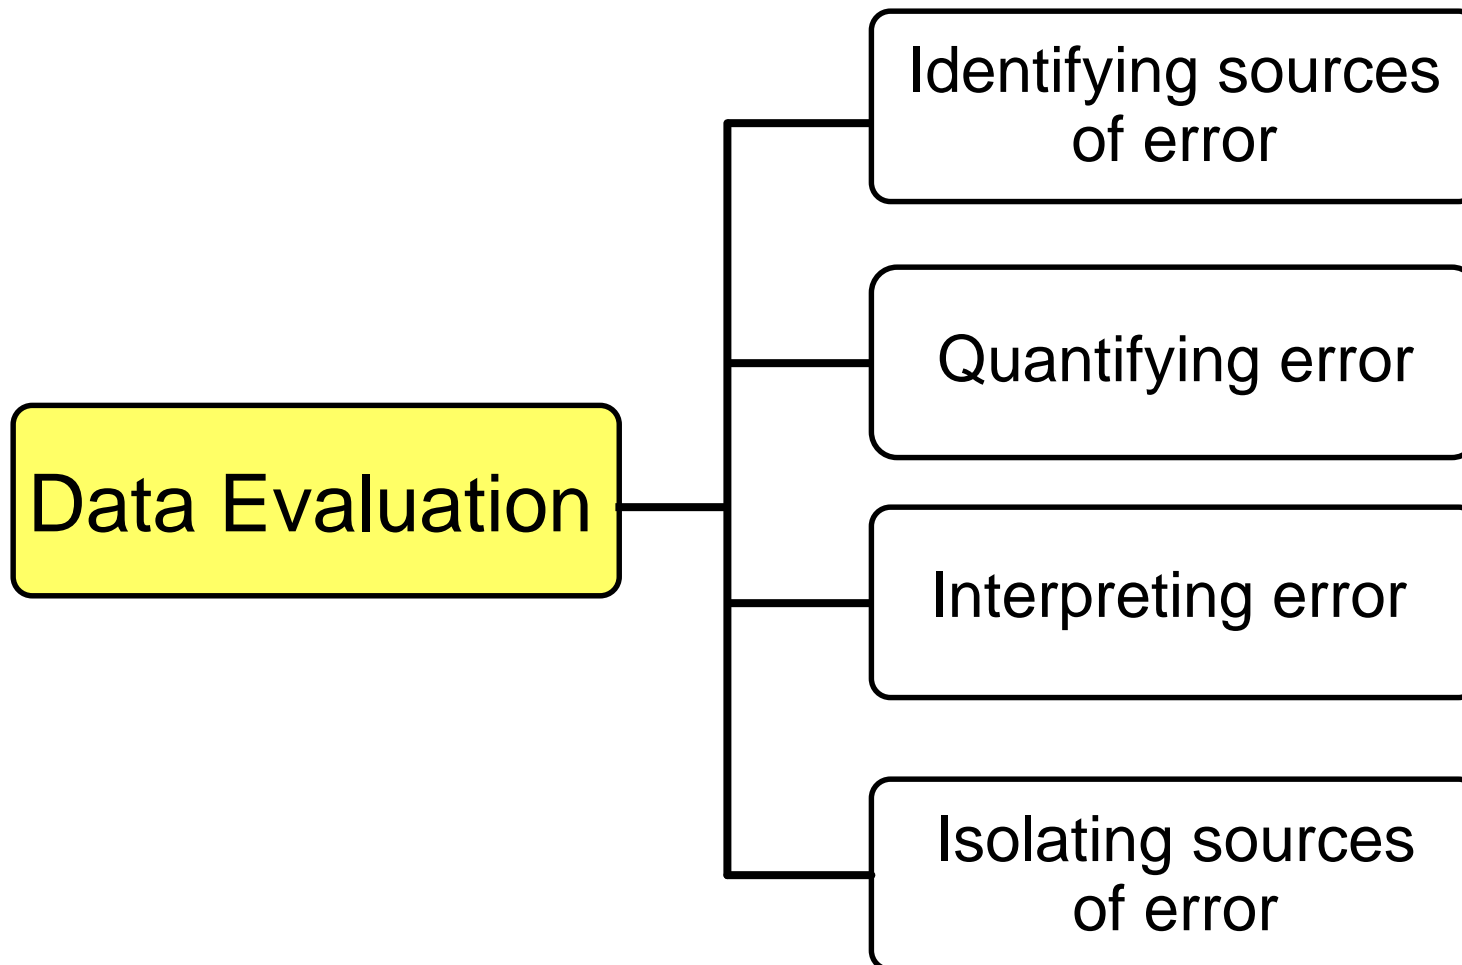 Identifying sources
of error
Quantifying error
Data Evaluation
Interpreting error
Isolating sources
of error